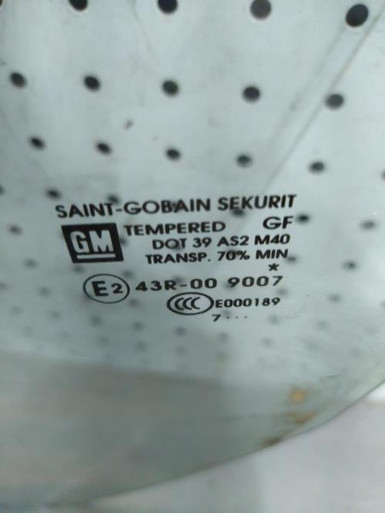 SAINT-GOBAIN SEKURIT
GM TEMPERED GF
DOT 39 AS2 M40
TRANSP. 70% MIN
*
E2 43R-00 9007
CCC E000189
7···